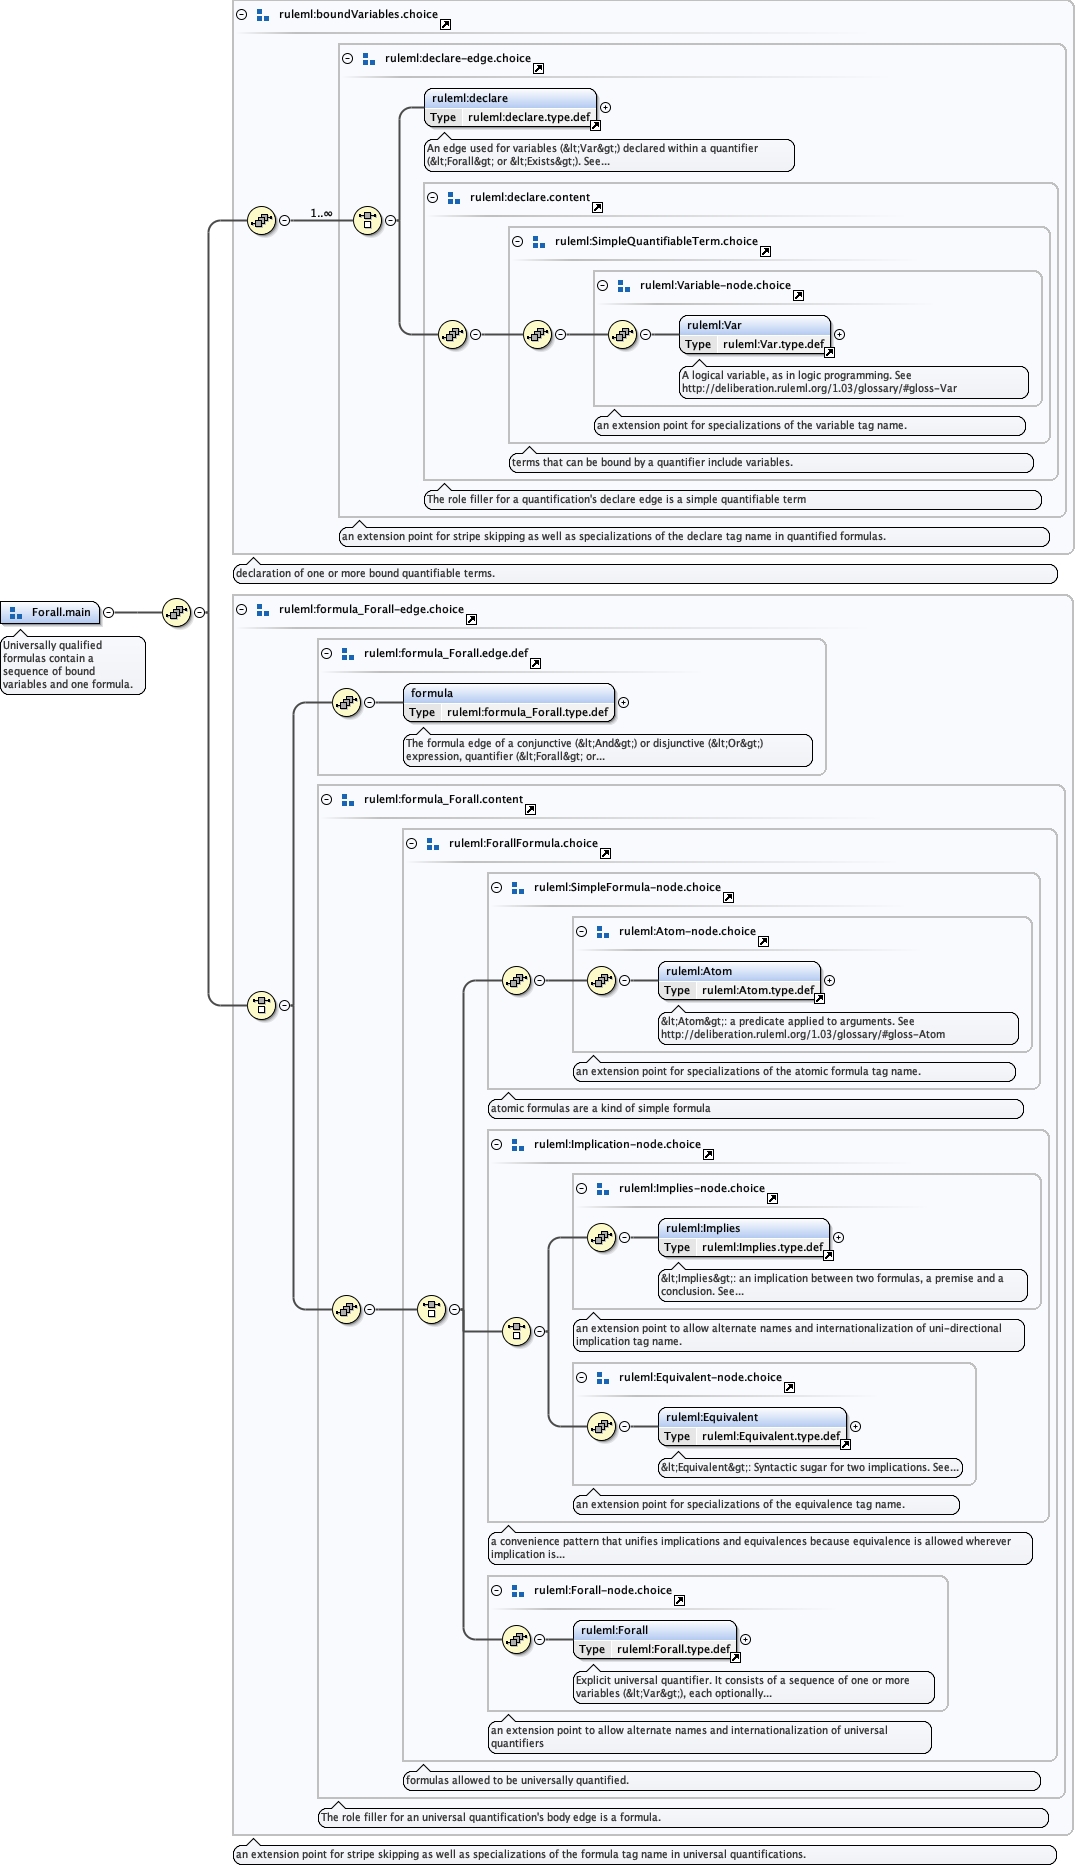 ruleml:boundVariables.choice
ruleml:declare-edge.choice
ruleml:declare
Type ruleml:declare.type.def
An edge used for variables (&lt;Var&gt;) declared within a quantifier
(&lt;Forall&gt; or &lt;Exists&gt;). See...
ruleml:declare.content
1..∞
ruleml:SimpleQuantifiableTerm.choice
ruleml:Variable-node.choice
ruleml:Var
Type ruleml:Var.type.def
A logical variable, as in logic programming. See
http://deliberation.ruleml.org/1.03/glossary/#gloss-Var
an extension point for specializations of the variable tag name.
terms that can be bound by a quantifier include variables.
The role filler for a quantification's declare edge is a simple quantifiable term
an extension point for stripe skipping as well as specializations of the declare tag name in quantified formulas.
declaration of one or more bound quantifiable terms.
Forall.main
Universally qualified
formulas contain a
sequence of bound
variables and one formula.
ruleml:formula_Forall-edge.choice
ruleml:formula_Forall.edge.def
formula
Type ruleml:formula_Forall.type.def
The formula edge of a conjunctive (&lt;And&gt;) or disjunctive (&lt;Or&gt;)
expression, quantifier (&lt;Forall&gt; or...
ruleml:formula_Forall.content
ruleml:ForallFormula.choice
ruleml:SimpleFormula-node.choice
ruleml:Atom-node.choice
ruleml:Atom
Type ruleml:Atom.type.def
&lt;Atom&gt;: a predicate applied to arguments. See
http://deliberation.ruleml.org/1.03/glossary/#gloss-Atom
an extension point for specializations of the atomic formula tag name.
atomic formulas are a kind of simple formula
ruleml:Implication-node.choice
ruleml:Implies-node.choice
ruleml:Implies
Type ruleml:Implies.type.def
&lt;Implies&gt;: an implication between two formulas, a premise and a
conclusion. See...
an extension point to allow alternate names and internationalization of uni-directional
implication tag name.
ruleml:Equivalent-node.choice
ruleml:Equivalent
Type ruleml:Equivalent.type.def
&lt;Equivalent&gt;: Syntactic sugar for two implications. See...
an extension point for specializations of the equivalence tag name.
a convenience pattern that unifies implications and equivalences because equivalence is allowed wherever
implication is...
ruleml:Forall-node.choice
ruleml:Forall
Type ruleml:Forall.type.def
Explicit universal quantifier. It consists of a sequence of one or more
variables (&lt;Var&gt;), each optionally...
an extension point to allow alternate names and internationalization of universal
quantifiers
formulas allowed to be universally quantified.
The role filler for an universal quantification's body edge is a formula.
an extension point for stripe skipping as well as specializations of the formula tag name in universal quantifications.